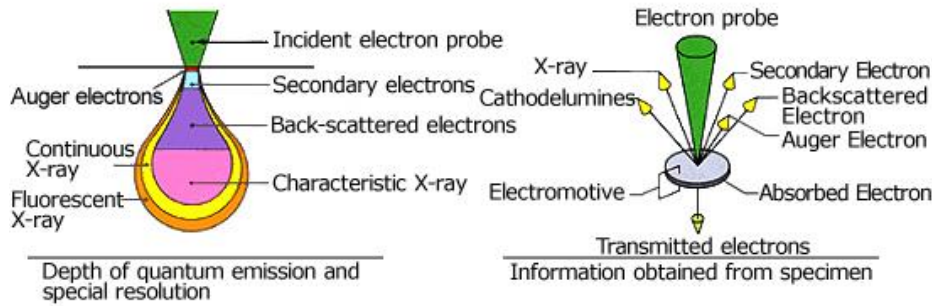 Incident electron probe
Auger electrons
Secondary electrons
Back-scattered electrons
Continuous
X-ray
Characteristic X-ray
Fluorescent
X-ray
Depth of quantum emission and
special resolution
Electron probe
X-ray
Secondary Electron
Cathodelumines
Backscattered
Electron
Auger Electron
Electromotive
Absorbed Electron
Transmitted electrons
Information obtained from specimen